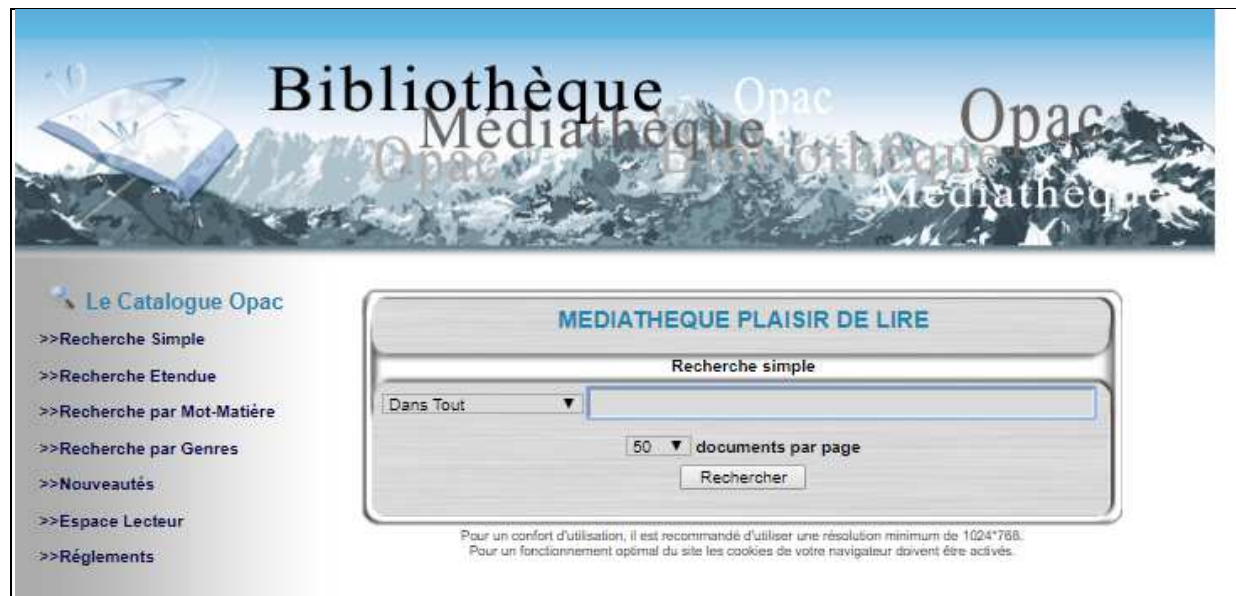 Bibliothèque
Opac
Médiathèque
Opac
Opac
Bibliothèque
Médiathèque
Le Catalogue Opac
>>Recherche Simple
>>Recherche Etendue
>>Recherche par Mot-Matière
>>Recherche par Genres
>>Nouveautés
>>Espace Lecteur
>>Réglements
MEDIATHEQUE PLAISIR DE LIRE
Recherche simple
Dans Tout ▼
50 ▼ documents par page
Rechercher
Pour un confort d'utilisation, il est recommandé d'utiliser une résolution minimum de 1024*768.
Pour un fonctionnement optimal du site les cookies de votre navigateur doivent être activés.